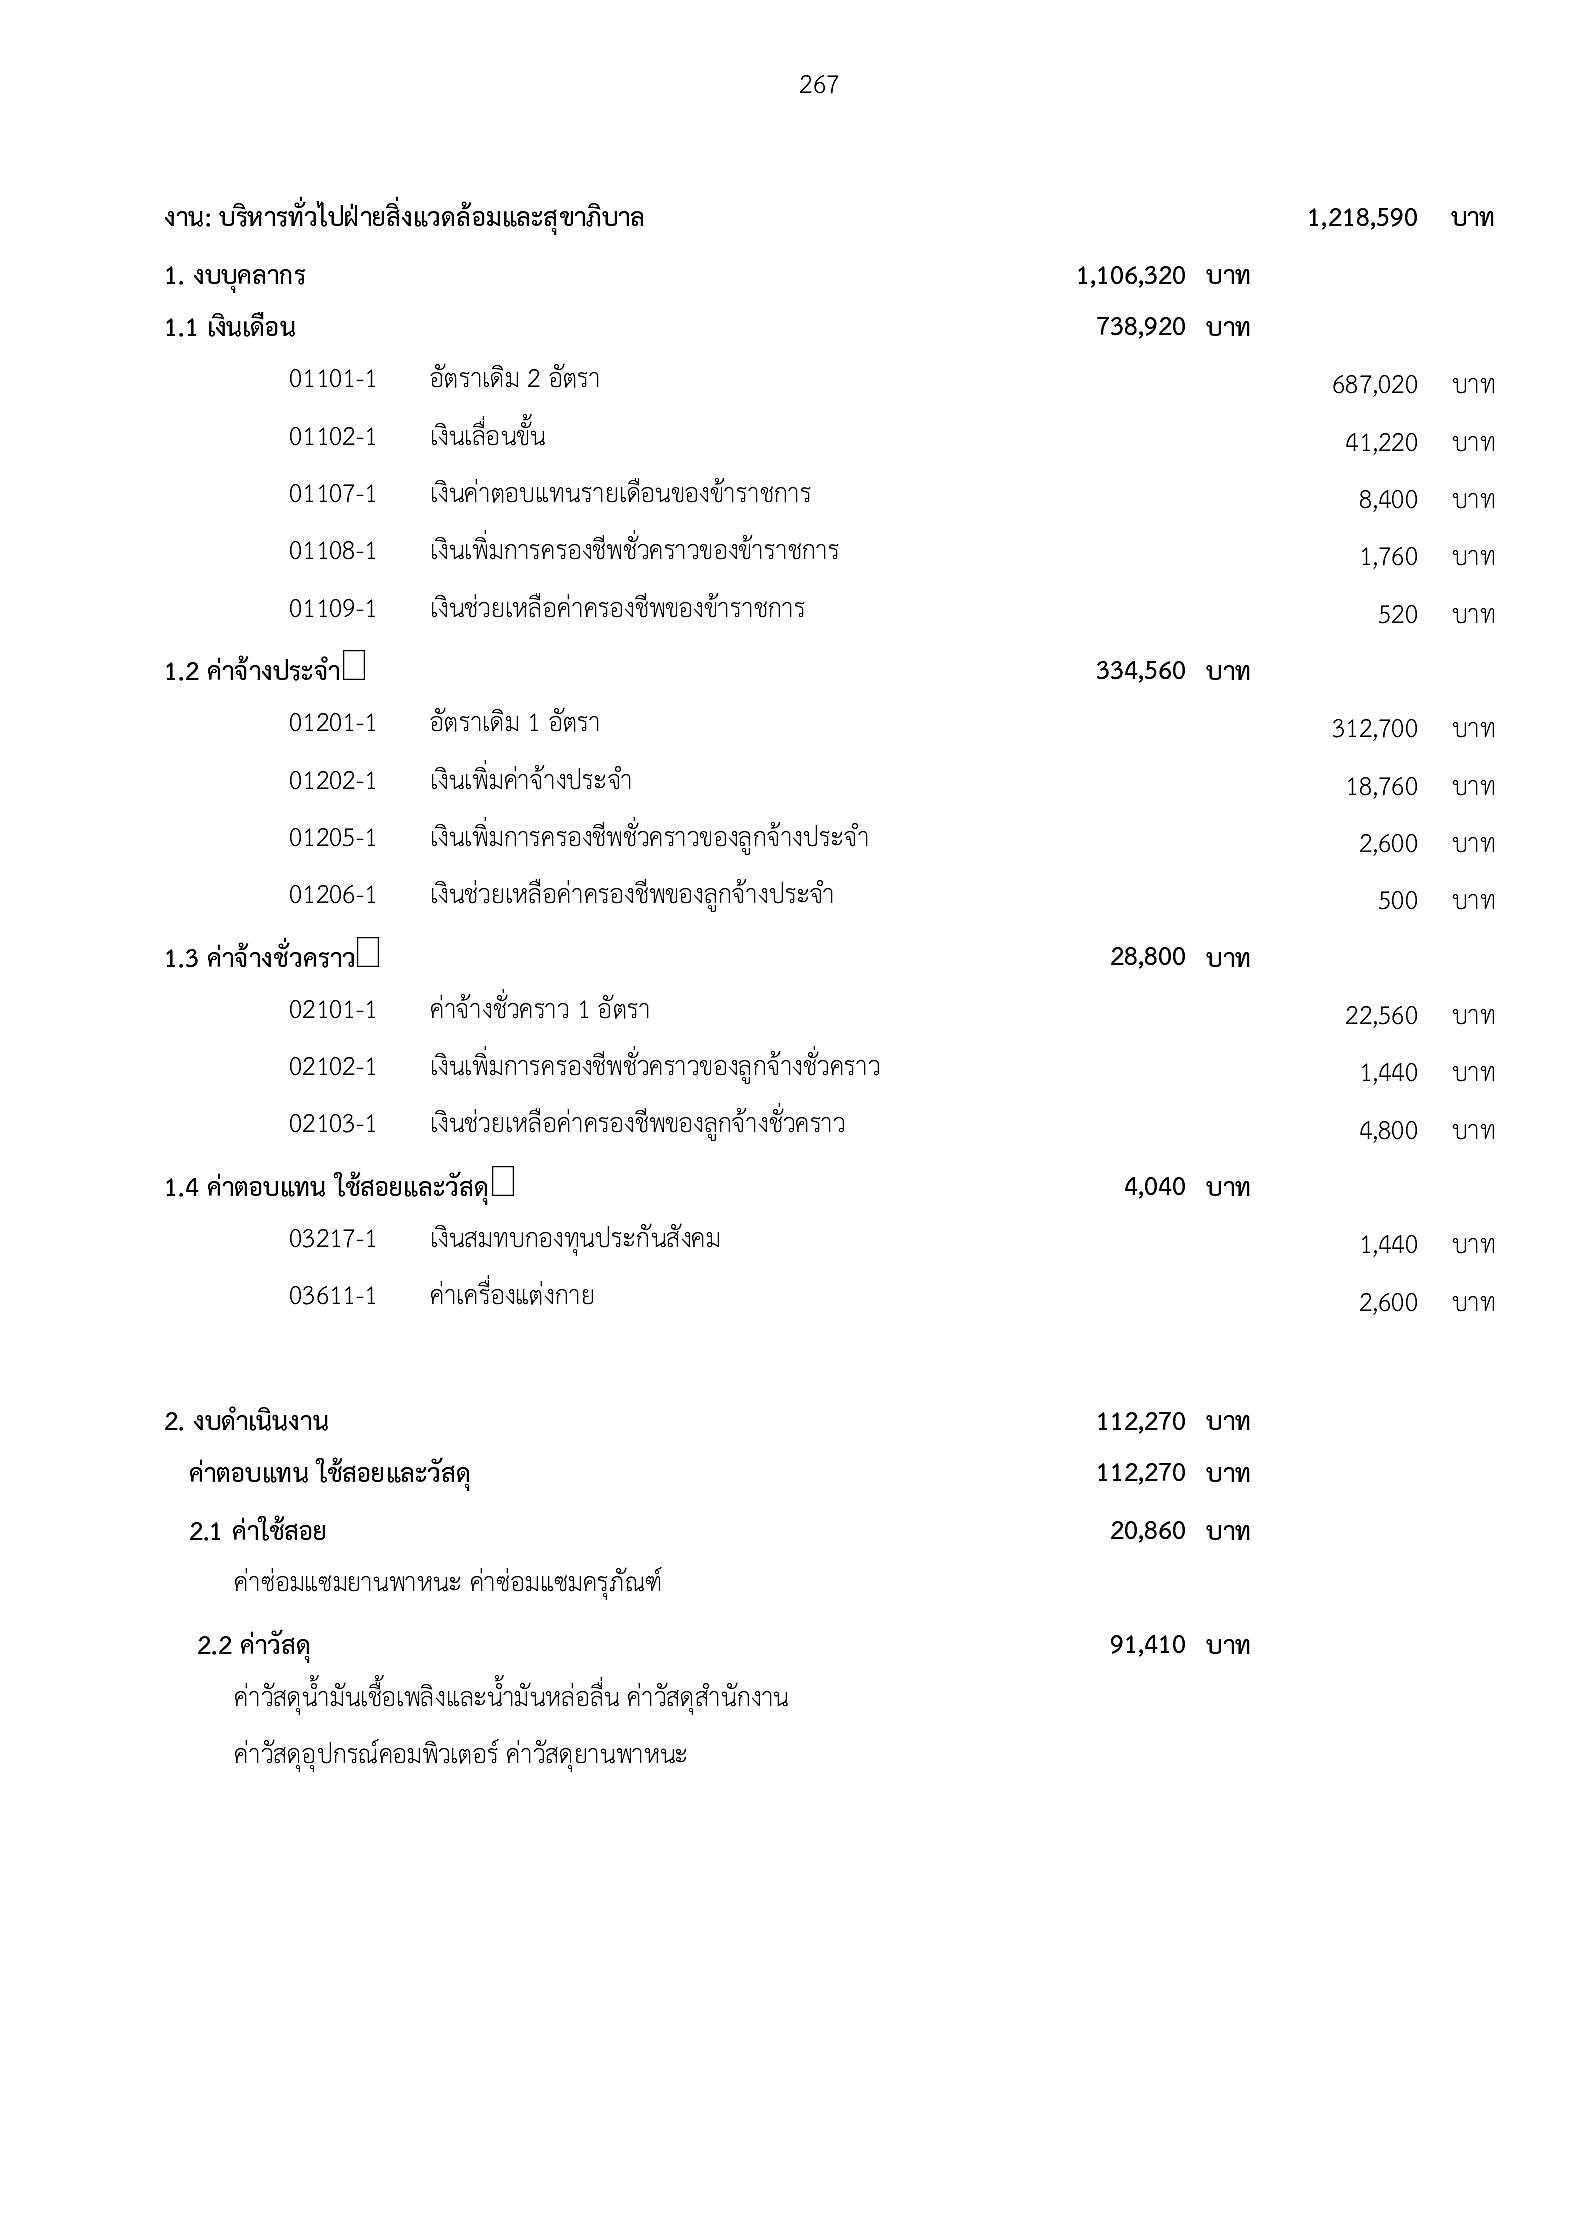 267
งาน: บริหารทั่วไปฝ่ายสิ่งแวดล้อมและสุขาภิบาล 1,218,590 บาท
1. งบบุคลากร 1,106,320 บาท
1.1 เงินเดือน 738,920 บาท
01101-1 อัตราเดิม 2 อัตรา 687,020 บาท
01102-1 เงินเลื่อนขั้น 41,220 บาท
01107-1 เงินค่าตอบแทนรายเดือนของข้าราชการ 8,400 บาท
01108-1 เงินเพิ่มการครองชีพชั่วคราวของข้าราชการ 1,760 บาท
01109-1 เงินช่วยเหลือค่าครองชีพของข้าราชการ 520 บาท
1.2 ค่าจ้างประจำ 334,560 บาท
01201-1 อัตราเดิม 1 อัตรา 312,700 บาท
01202-1 เงินเพิ่มค่าจ้างประจำ 18,760 บาท
01205-1 เงินเพิ่มการครองชีพชั่วคราวของลูกจ้างประจำ 2,600 บาท
01206-1 เงินช่วยเหลือค่าครองชีพของลูกจ้างประจำ 500 บาท
1.3 ค่าจ้างชั่วคราว 28,800 บาท
02101-1 ค่าจ้างชั่วคราว 1 อัตรา 22,560 บาท
02102-1 เงินเพิ่มการครองชีพชั่วคราวของลูกจ้างชั่วคราว 1,440 บาท
02103-1 เงินช่วยเหลือค่าครองชีพของลูกจ้างชั่วคราว 4,800 บาท
1.4 ค่าตอบแทน ใช้สอยและวัสดุ 4,040 บาท
03217-1 เงินสมทบกองทุนประกันสังคม 1,440 บาท
03611-1 ค่าเครื่องแต่งกาย 2,600 บาท
2. งบดำเนินงาน 112,270 บาท
ค่าตอบแทน ใช้สอยและวัสดุ 112,270 บาท
2.1 ค่าใช้สอย 20,860 บาท
ค่าซ่อมแซมยานพาหนะ ค่าซ่อมแซมครุภัณฑ์
2.2 ค่าวัสดุ 91,410 บาท
ค่าวัสดุน้ำมันเชื้อเพลิงและน้ำมันหล่อลื่น ค่าวัสดุสำนักงาน
ค่าวัสดุอุปกรณ์คอมพิวเตอร์ ค่าวัสดุยานพาหนะ